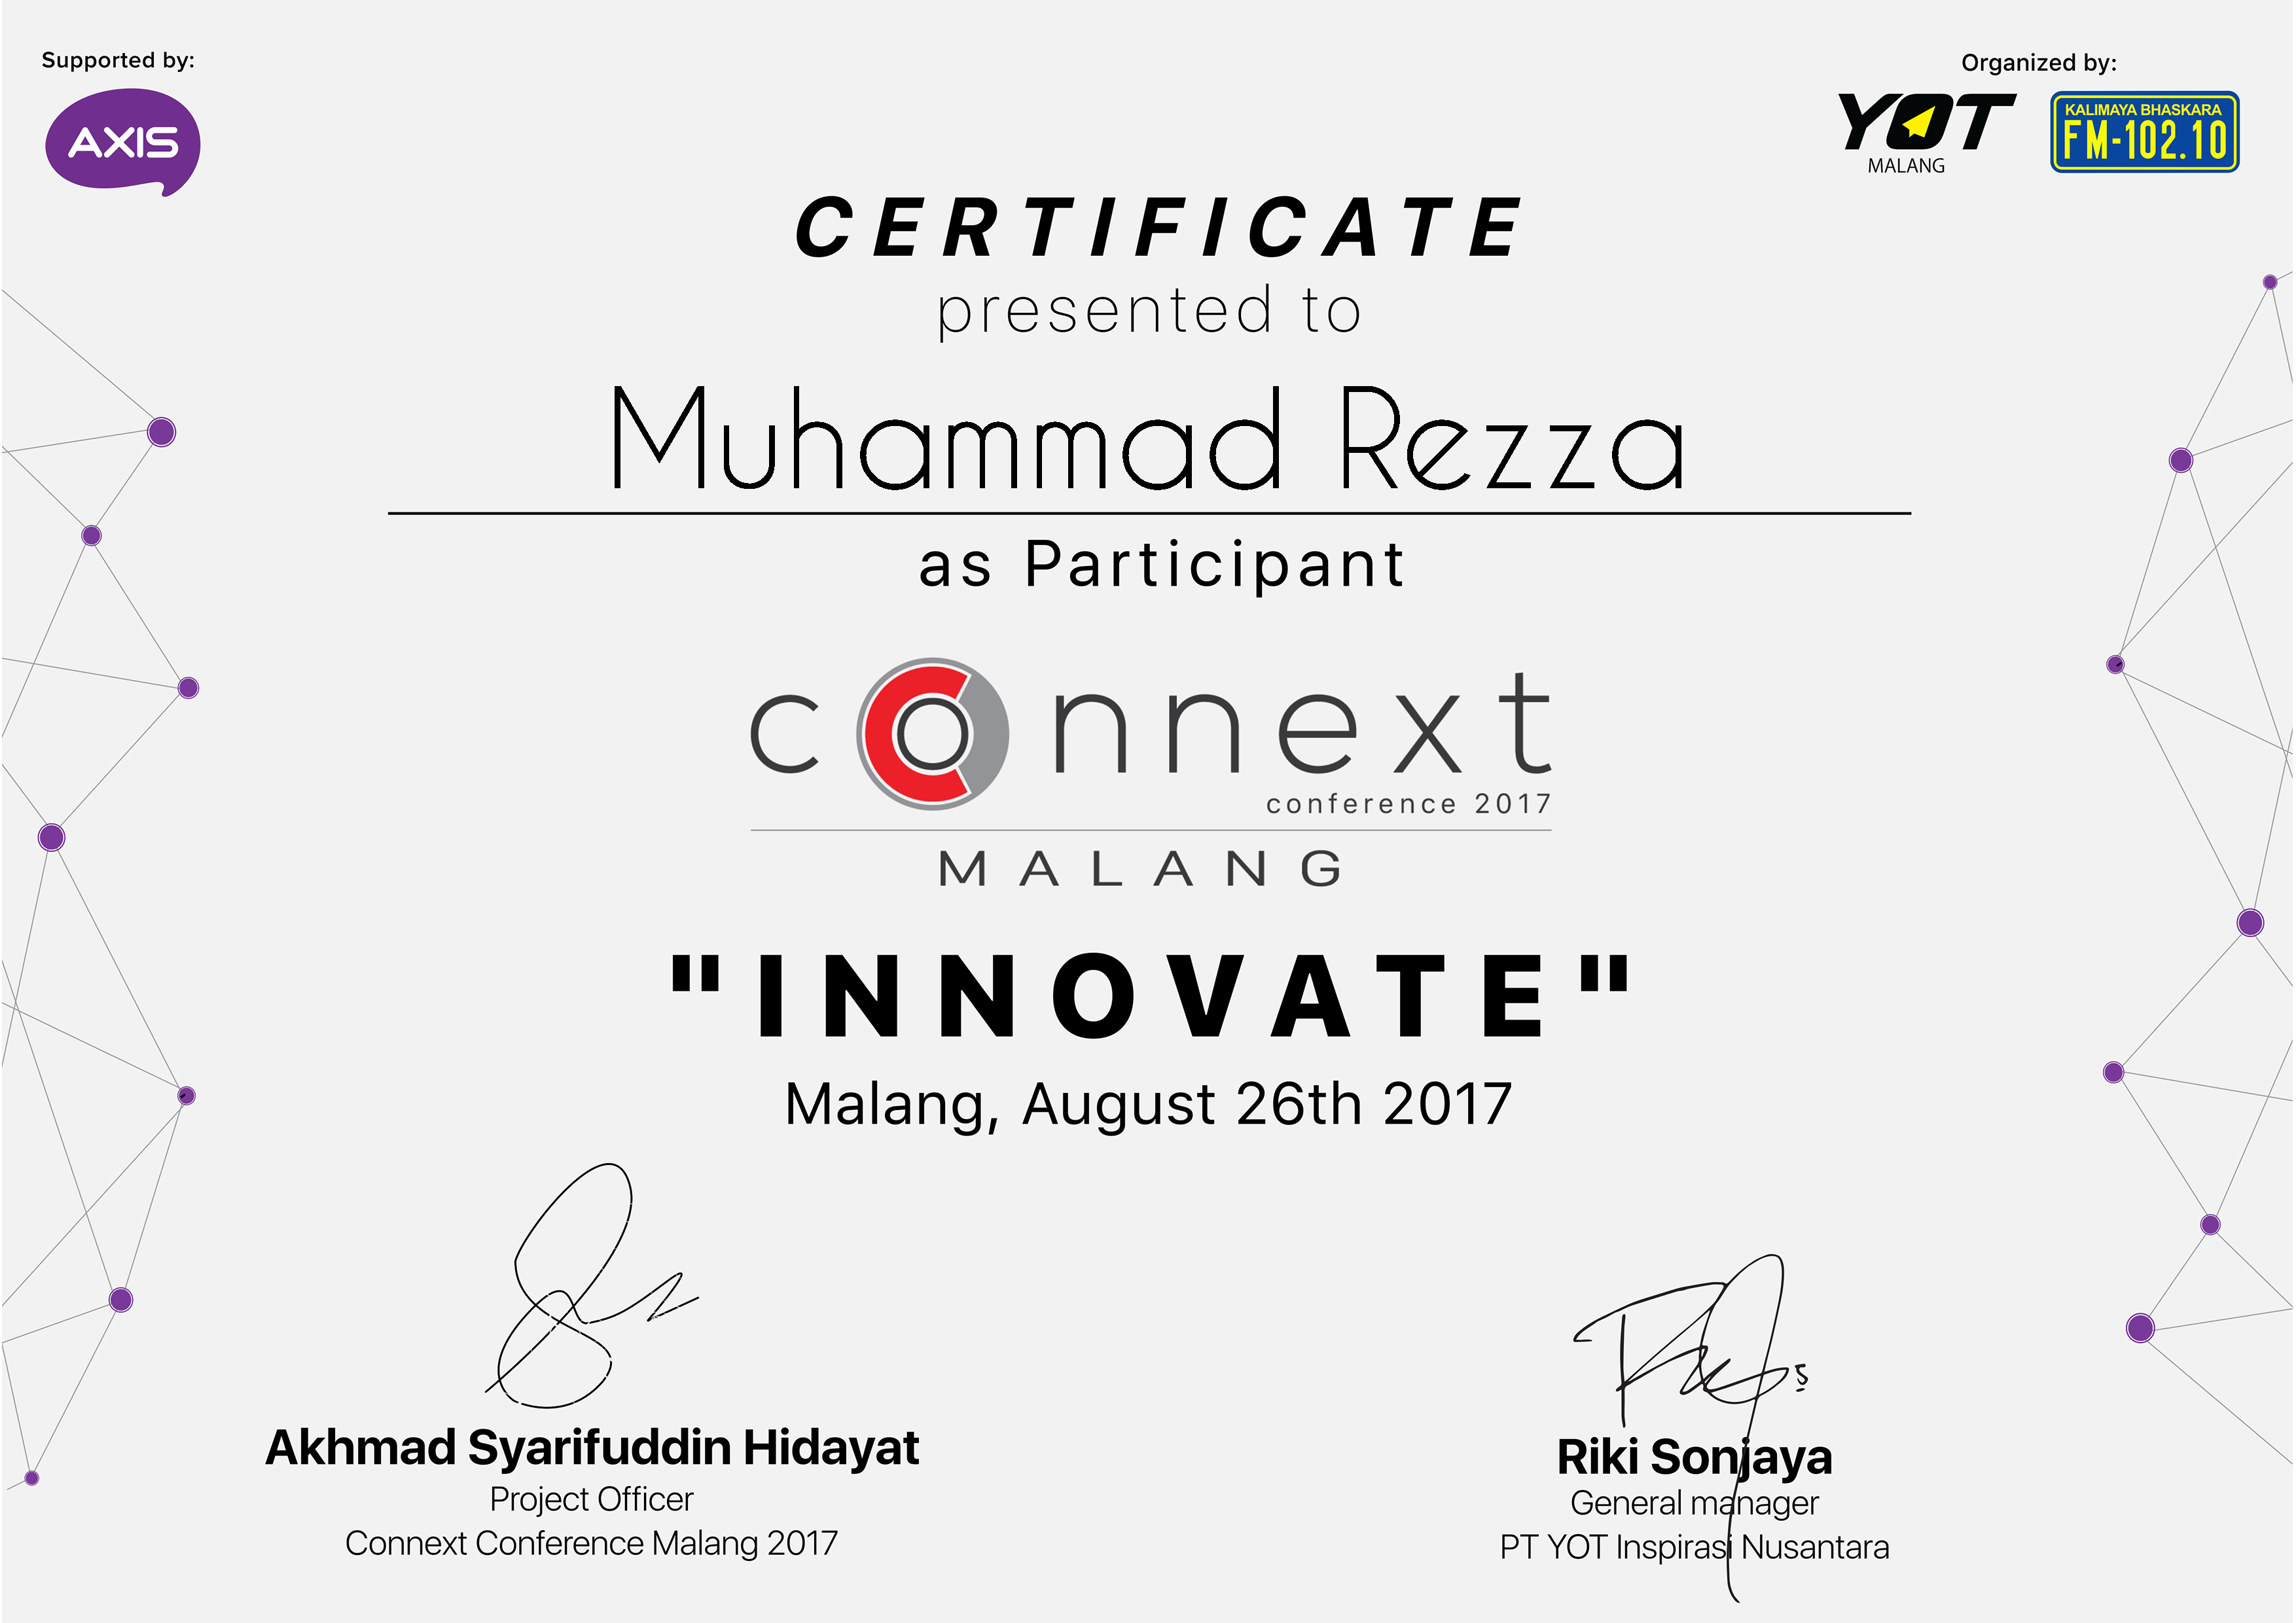 Supported by:
AXIS
Organized by:
YOT
MALANG
KALIMAYA BHASKARA
FM-102.10
CERTIFICATE
presented to
Muhammad Rezza
as Participant
connext
conference 2017
MALANG
"INNOVATE"
Malang, August 26th 2017
Akhmad Syarifuddin Hidayat
Project Officer
Connext Conference Malang 2017
Riki Sonjaya
General manager
PT YOT Inspirasi Nusantara